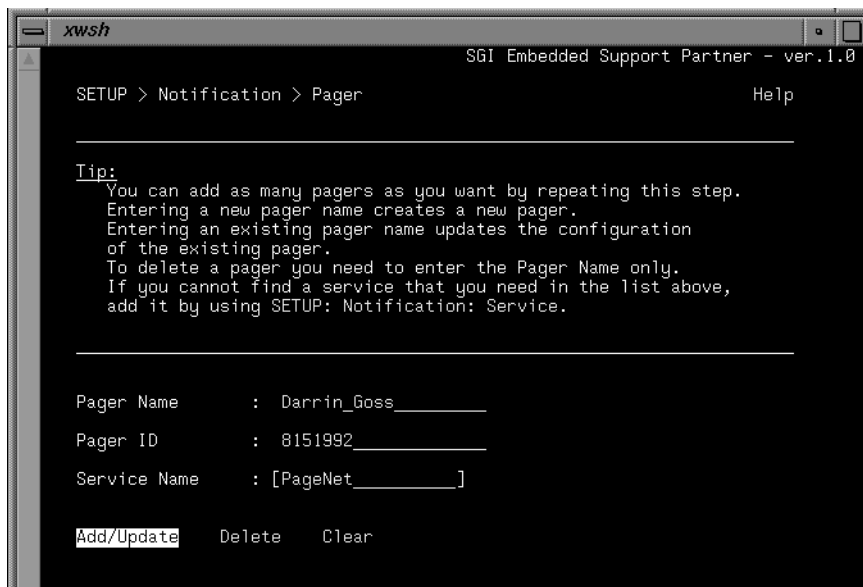 xwsh
SGI Embedded Support Partner - ver.1.0
SETUP > Notification > Pager Help
Tip:
You can add as many pagers as you want by repeating this step.
Entering a new pager name creates a new pager.
Entering an existing pager name updates the configuration
of the existing pager.
To delete a pager you need to enter the Pager Name only.
If you cannot find a service that you need in the list above,
add it by using SETUP: Notification: Service.
Pager Name : Darrin_Goss_________
Pager ID : 8151992_____________
Service Name : [PageNet__________]
Add/Update Delete Clear